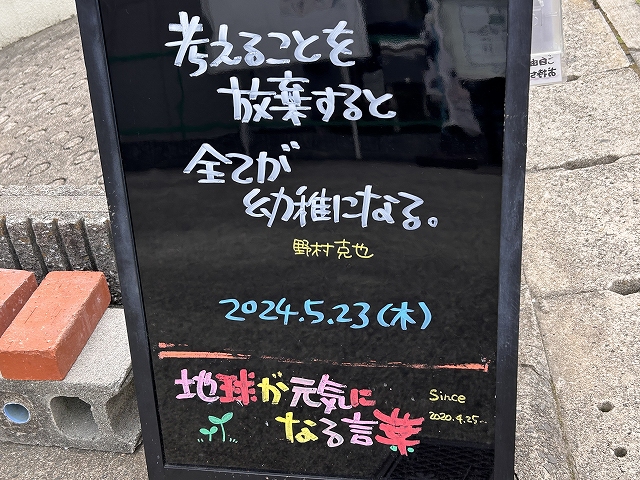 考えることを
放棄すると
全てが
幼稚になる。
野村克也
2024.5.23(木)
地球が元気に
なる言葉
Since
2020.4.25...